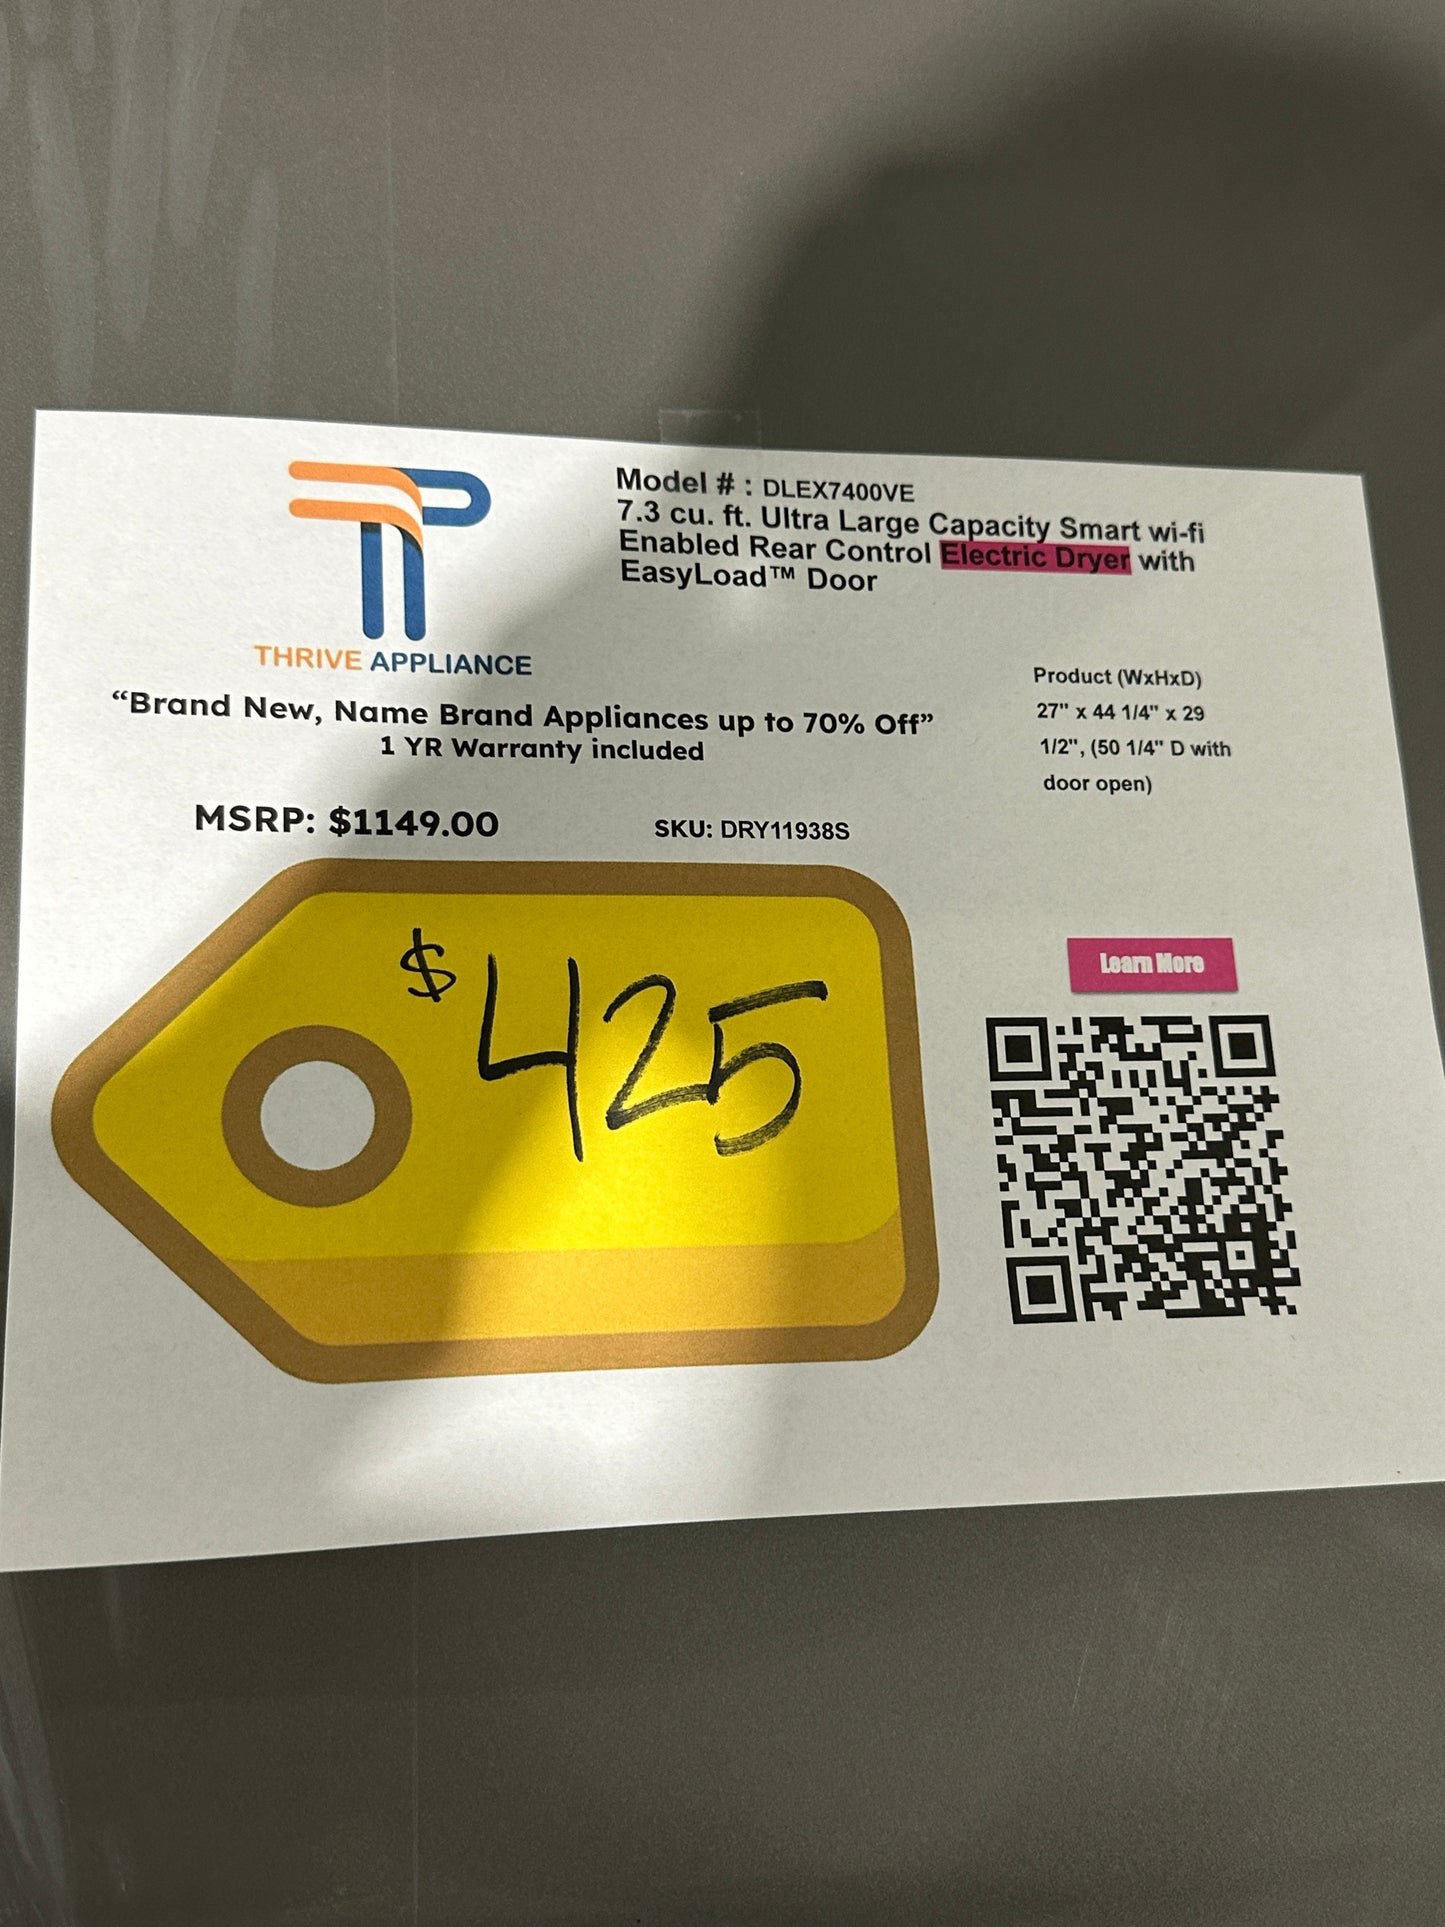 THRIVE APPLIANCE
"Brand New, Name Brand Appliances up to 70% Off"
1 YR Warranty included
MSRP: $1149.00
SKU: DRY11938S
Model # : DLEX7400VE
7.3 cu. ft. Ultra Large Capacity Smart wi-fi
Enabled Rear Control Electric Dryer with
EasyLoad™ Door
Product (WxHxD)
27" x 44 1/4" x 29
1/2", (50 1/4" D with
door open)
$425
Learn More